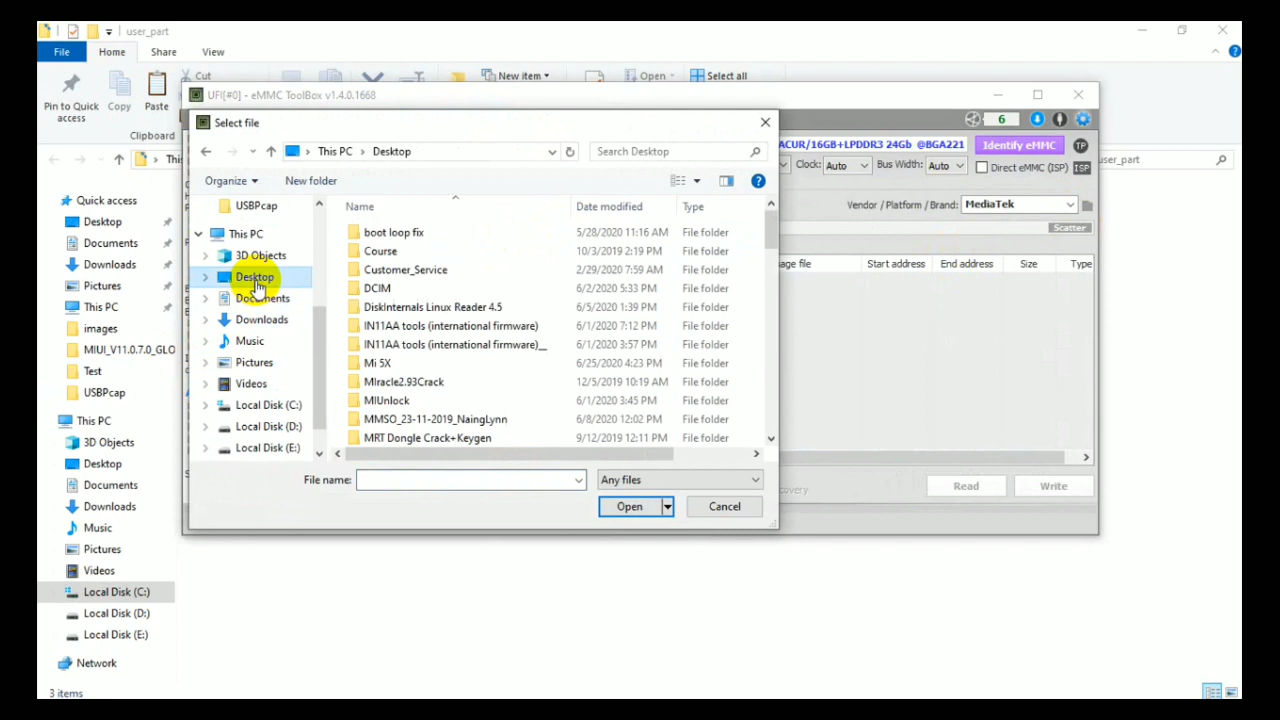 user_part
File Home Share View
Pin to Quick access
Copy
Paste
Cut
New item
Open
Select all
Clipboard
UFI[#0] - eMMC ToolBox v1.4.0.1668
6
ACUR/16G+LPDDR3 24Gb @BGA221
Identify eMMC
TP
Clock: Auto
Bus Width: Auto
Direct eMMC (ISP)
ISP
user_part
Vendor / Platform / Brand: MediaTek
Scatter
age file Start address End address Size Type
overy
Read
Write
Select file
This PC > Desktop
Search Desktop
Organize
New folder
USBPcap
This PC
3D Objects
Desktop
Documents
Downloads
Music
Pictures
Videos
Local Disk (C:)
Local Disk (D:)
Local Disk (E:)
Name Date modified Type
boot loop fix 5/28/2020 11:16 AM File folder
Course 10/3/2019 2:19 PM File folder
Customer_Service 2/29/2020 7:59 AM File folder
DCIM 6/2/2020 5:33 PM File folder
DiskInternals Linux Reader 4.5 6/5/2020 1:39 PM File folder
IN11AA tools (international firmware) 6/1/2020 7:12 PM File folder
IN11AA tools (international firmware)__ 6/1/2020 3:57 PM File folder
Mi 5X 6/25/2020 4:23 PM File folder
MIracle2.93Crack 12/5/2019 10:19 AM File folder
MIUnlock 6/1/2020 3:45 PM File folder
MMSO_23-11-2019_NaingLynn 6/8/2020 12:02 PM File folder
MRT Dongle Crack+Keygen 9/12/2019 12:11 PM File folder
File name:
Any files
Open
Cancel
This
Quick access
Desktop
Documents
Downloads
Pictures
This PC
images
MIUI_V11.0.7.0_GLO
Test
USBPcap
This PC
3D Objects
Desktop
Documents
Downloads
Music
Pictures
Videos
Local Disk (C:)
Local Disk (D:)
Local Disk (E:)
Network
3 items